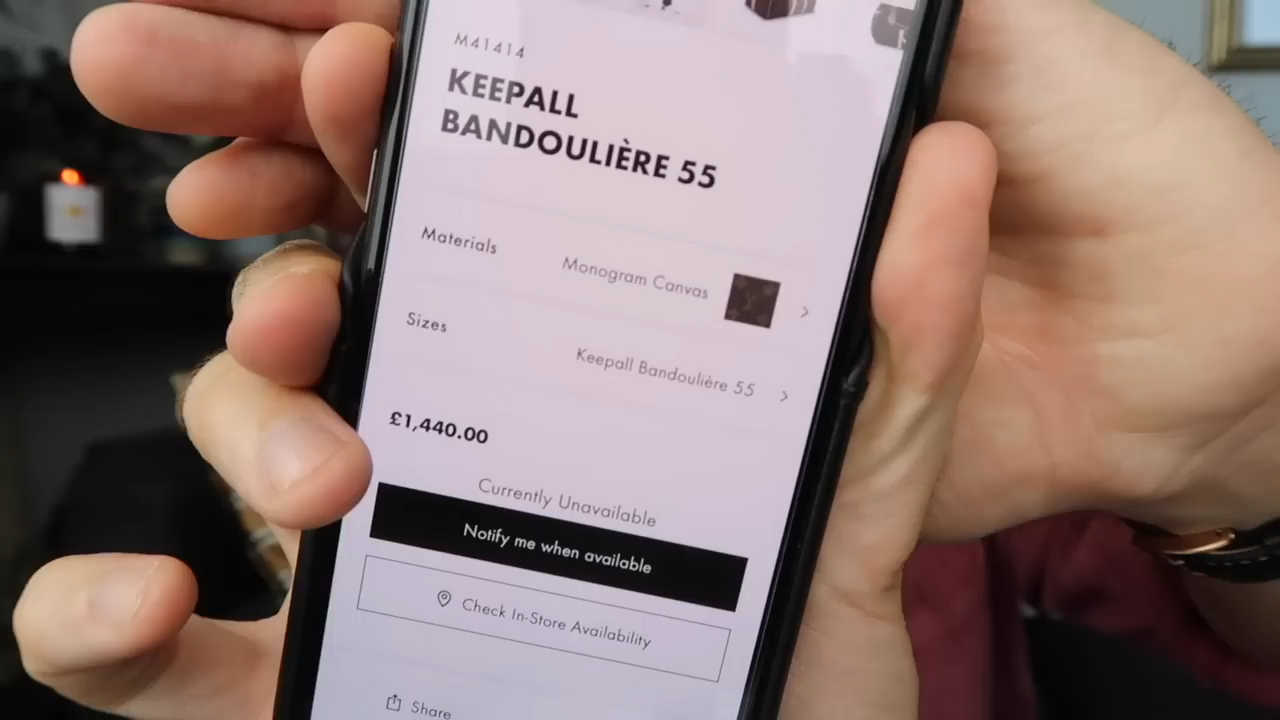 M41414
KEEPALL
BANDOULIÈRE 55
Materials
Monogram Canvas
Sizes
Keepall Bandoulière 55
£1,440.00
Currently Unavailable
Notify me when available
Check In-Store Availability
Share